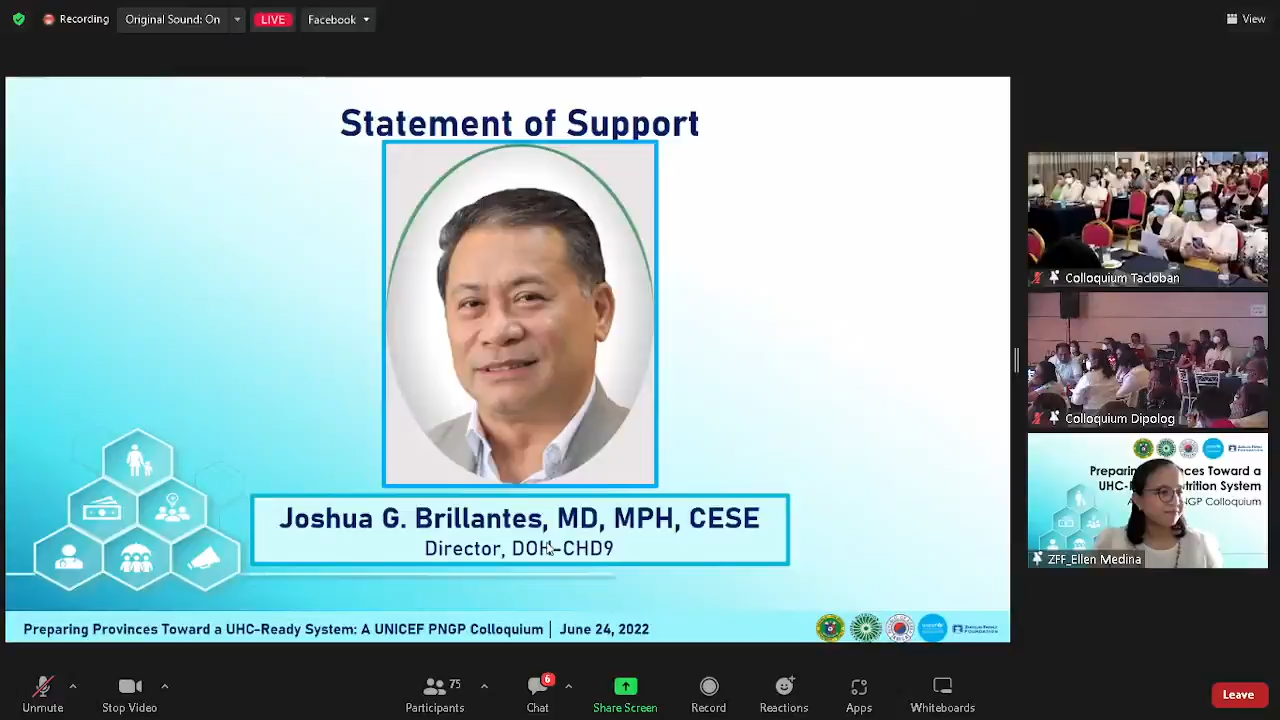 Recording
Original Sound: On
LIVE
Facebook
View
Statement of Support
Joshua G. Brillantes, MD, MPH, CESE
Director, DOH-CHD9
Preparing Provinces Toward a UHC-Ready System: A UNICEF PNGP Colloquium | June 24, 2022
Colloquium Tacloban
Colloquium Dipolog
ZFF_Ellen Medina
Unmute
Stop Video
75
Participants
6
Chat
Share Screen
Record
Reactions
Apps
Whiteboards
Leave